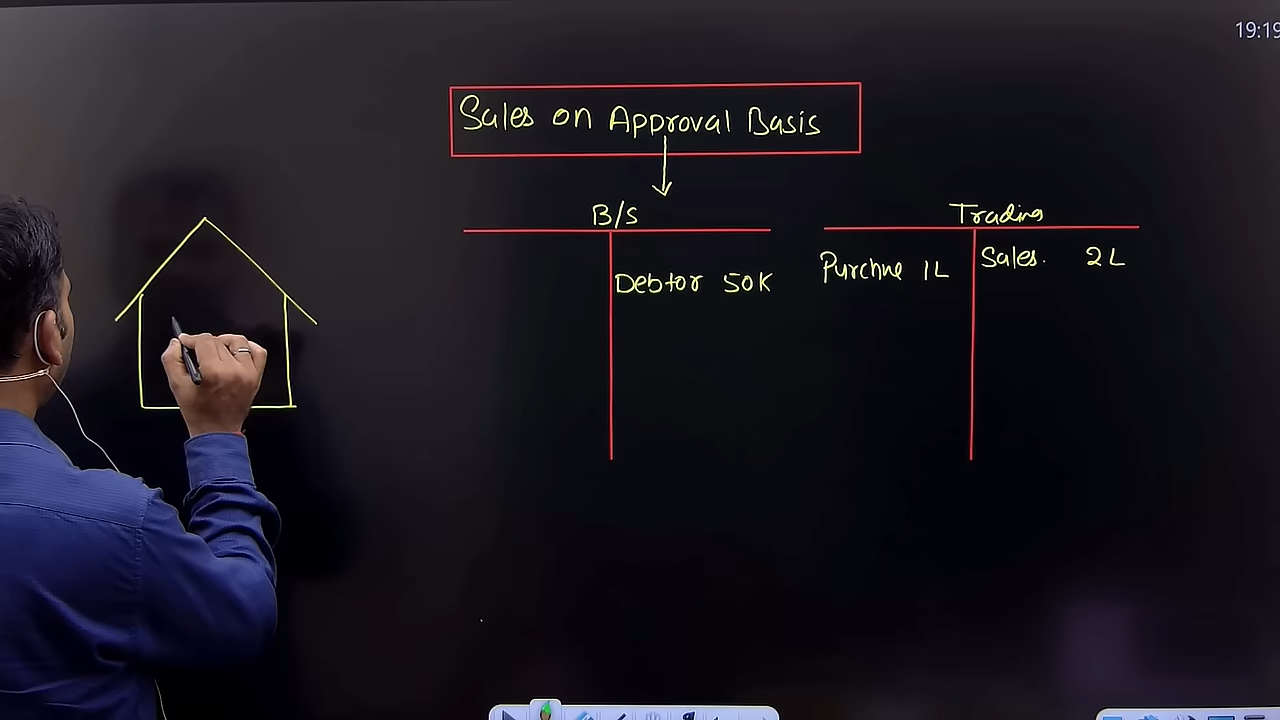 19:19
Sales on Approval Basis
B/S
Trading
Debtor 50K
Purchne 1L
Sales. 2L